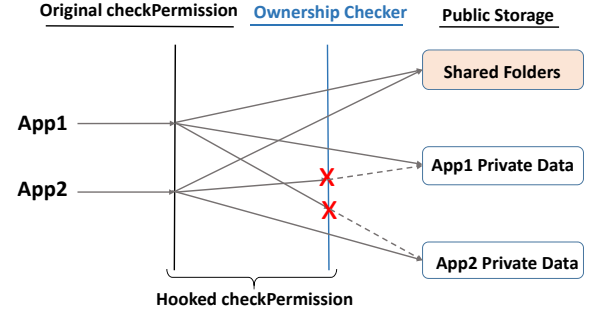 Original checkPermission
Ownership Checker
Public Storage
Shared Folders
App1
App1 Private Data
App2
App2 Private Data
Hooked checkPermission